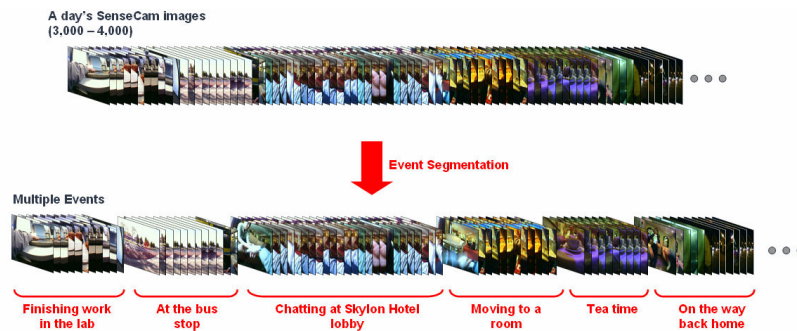 A day's SenseCam images
(3,000 – 4,000)
Event Segmentation
Multiple Events
Finishing work
in the lab
At the bus
stop
Chatting at Skylon Hotel
lobby
Moving to a
room
Tea time
On the way
back home